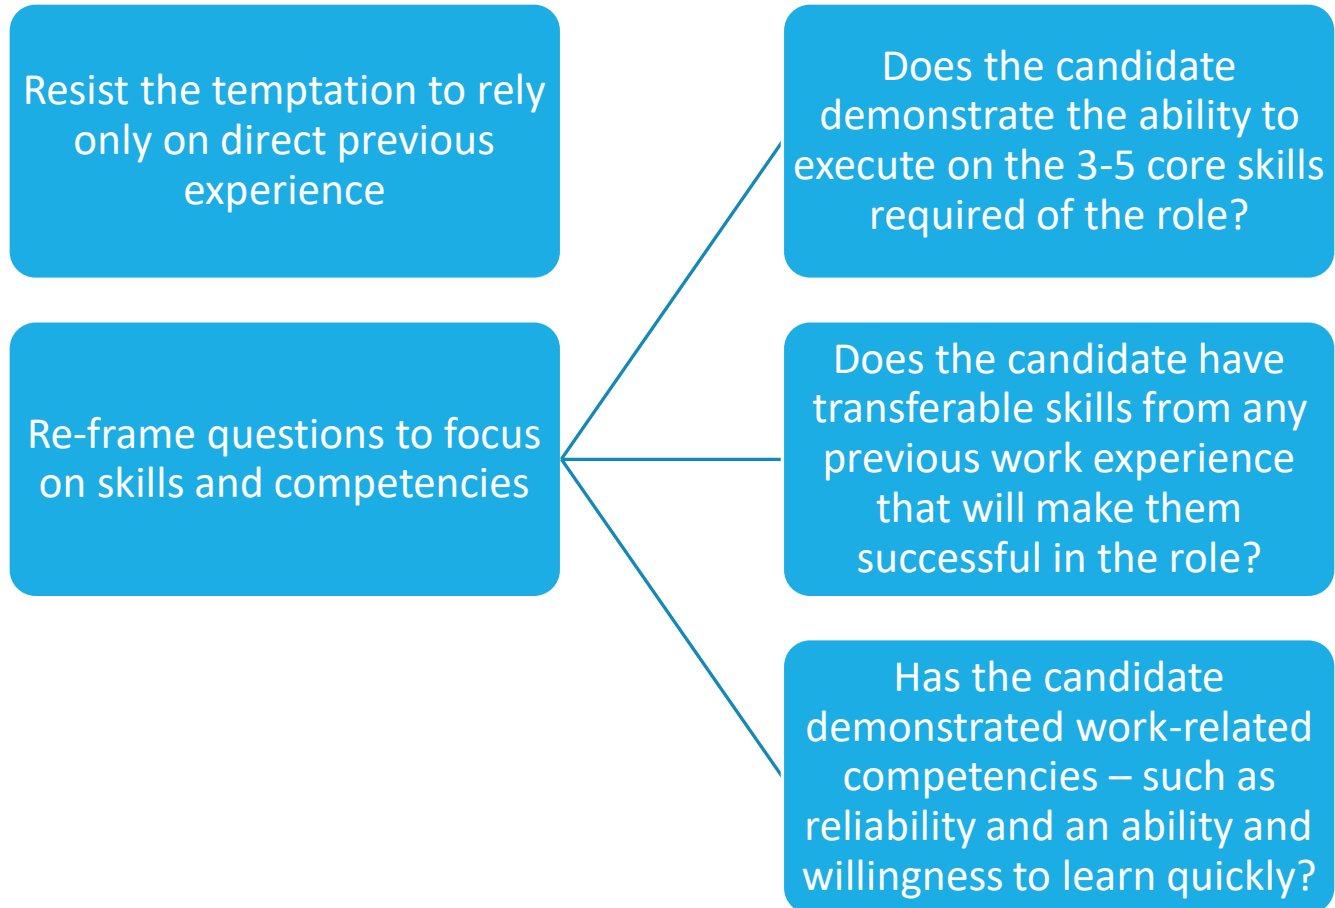 Resist the temptation to rely
only on direct previous
experience
Re-frame questions to focus
on skills and competencies
Does the candidate
demonstrate the ability to
execute on the 3-5 core skills
required of the role?
Does the candidate have
transferable skills from any
previous work experience
that will make them
successful in the role?
Has the candidate
demonstrated work-related
competencies – such as
reliability and an ability and
willingness to learn quickly?